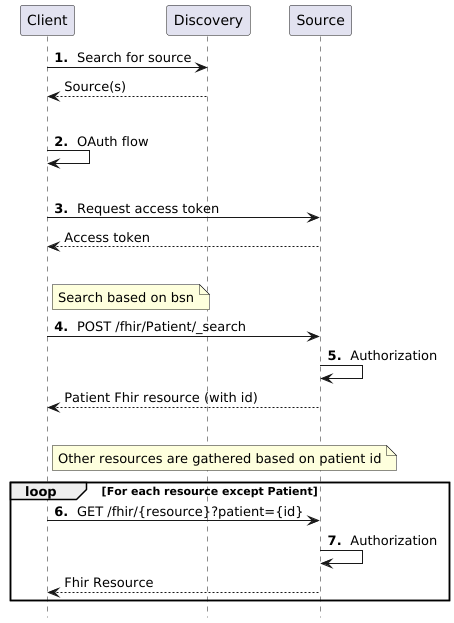 Client
Discovery
Source
1. Search for source
Source(s)
2. OAuth flow
3. Request access token
Access token
Search based on bsn
4. POST /fhir/Patient/_search
5. Authorization
Patient Fhir resource (with id)
Other resources are gathered based on patient id
loop [For each resource except Patient]
6. GET /fhir/{resource}?patient={id}
7. Authorization
Fhir Resource